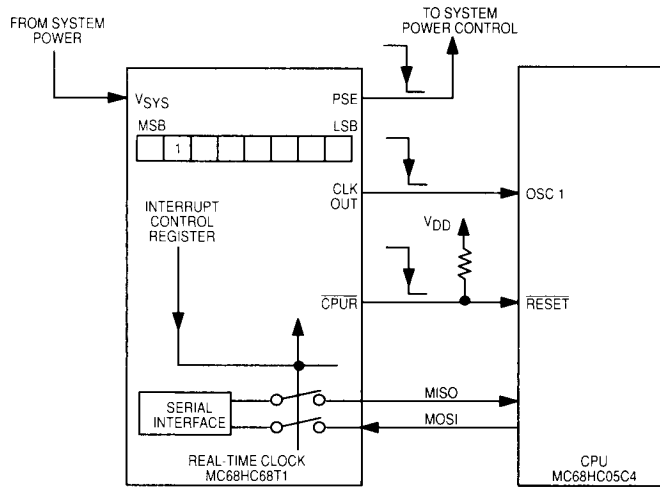 FROM SYSTEM
POWER
TO SYSTEM
POWER CONTROL
VSYS
PSE
MSB
LSB
1
CLK
OUT
OSC 1
INTERRUPT
CONTROL
REGISTER
VDD
CPUR
RESET
SERIAL
INTERFACE
MISO
MOSI
REAL-TIME CLOCK
MC68HC68T1
CPU
MC68HC05C4